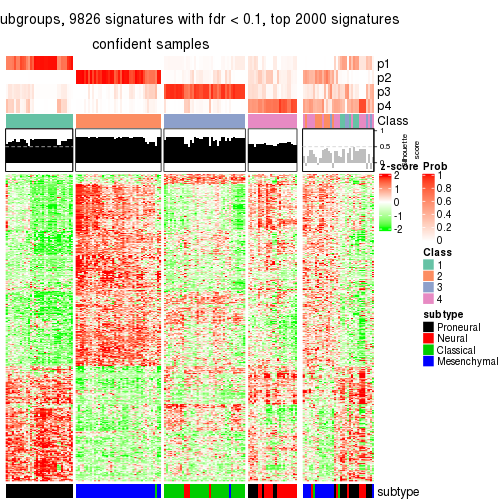 ubgroups, 9826 signatures with fdr < 0.1, top 2000 signatures
confident samples
p1
p2
p3
p4
Class
1
0.5
0
silhouette
score
z-score
2
1
0
-1
-2
Prob
1
0.8
0.6
0.4
0.2
0
Class
1
2
3
4
subtype
Proneural
Neural
Classical
Mesenchymal
subtype